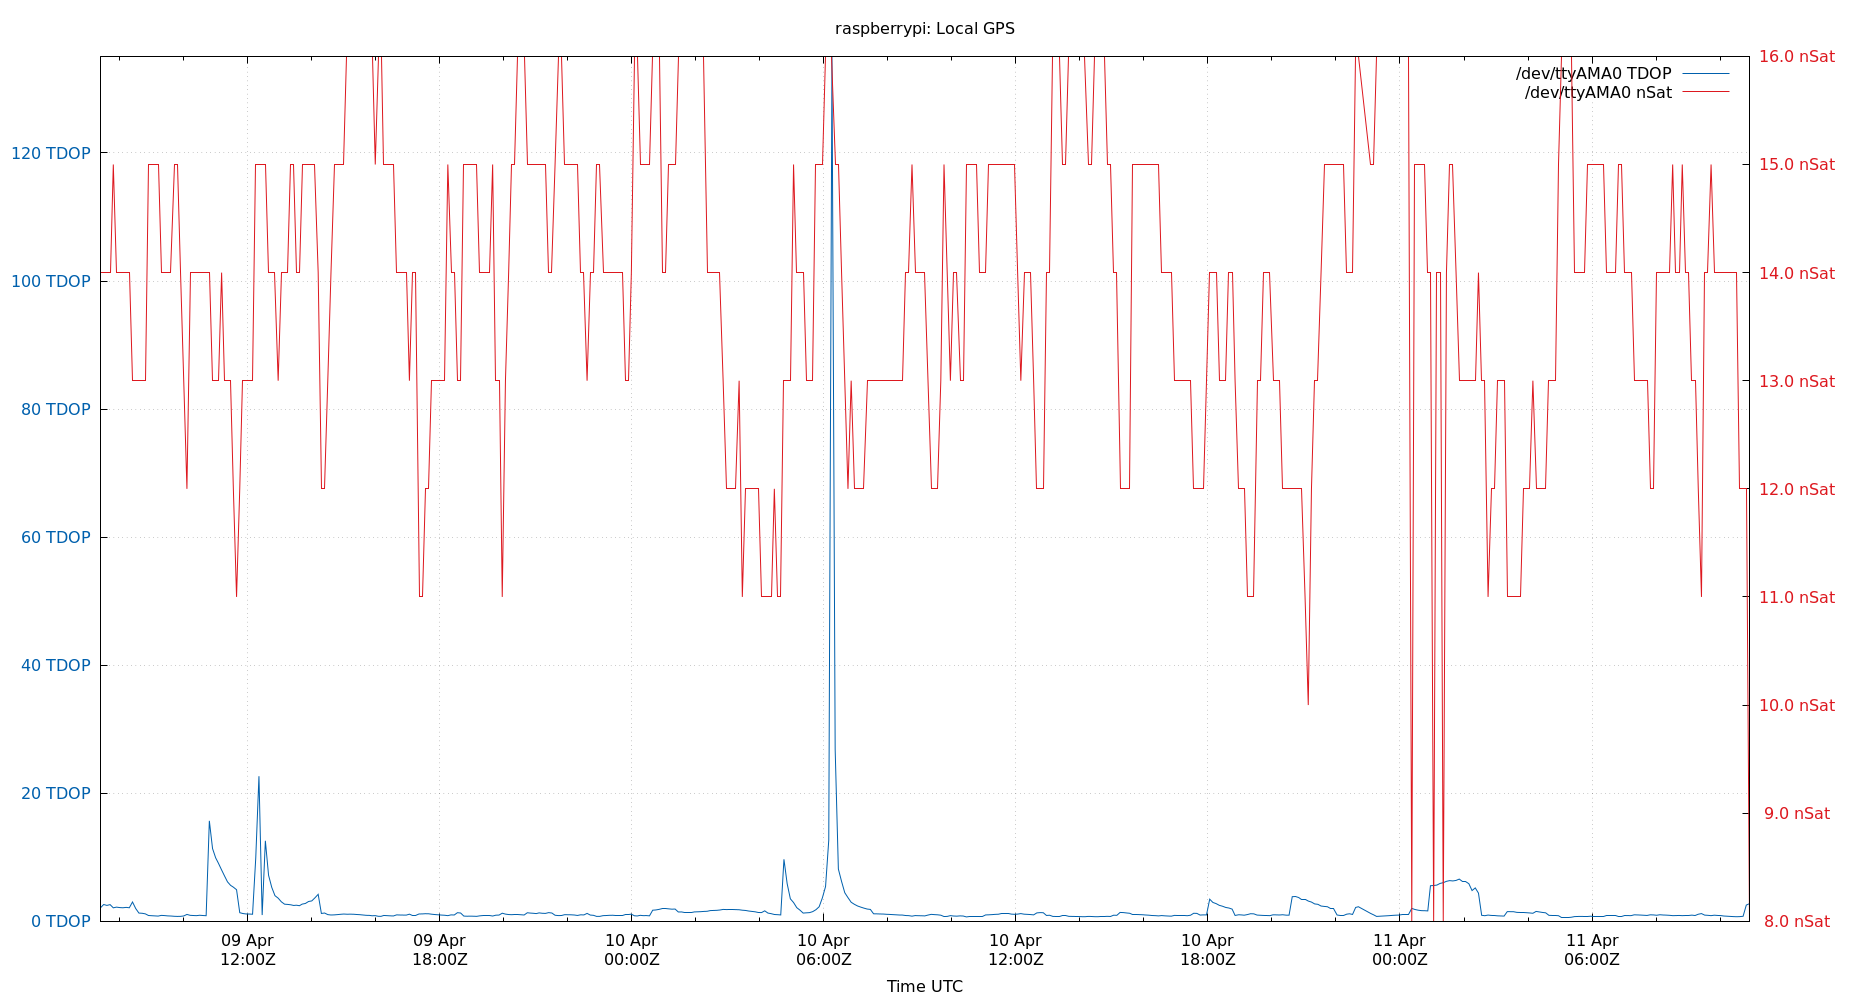 raspberrypi: Local GPS
16.0 nSat
/dev/ttyAMA0 TDOP
/dev/ttyAMA0 nSat
120 TDOP
15.0 nSat
100 TDOP
14.0 nSat
80 TDOP
13.0 nSat
12.0 nSat
60 TDOP
11.0 nSat
40 TDOP
10.0 nSat
20 TDOP
9.0 nSat
0 TDOP
8.0 nSat
09 Apr 09 Apr 10 Apr 10 Apr 10 Apr 10 Apr 11 Apr 11 Apr
12:00Z 18:00Z 00:00Z 06:00Z 12:00Z 18:00Z 00:00Z 06:00Z
Time UTC